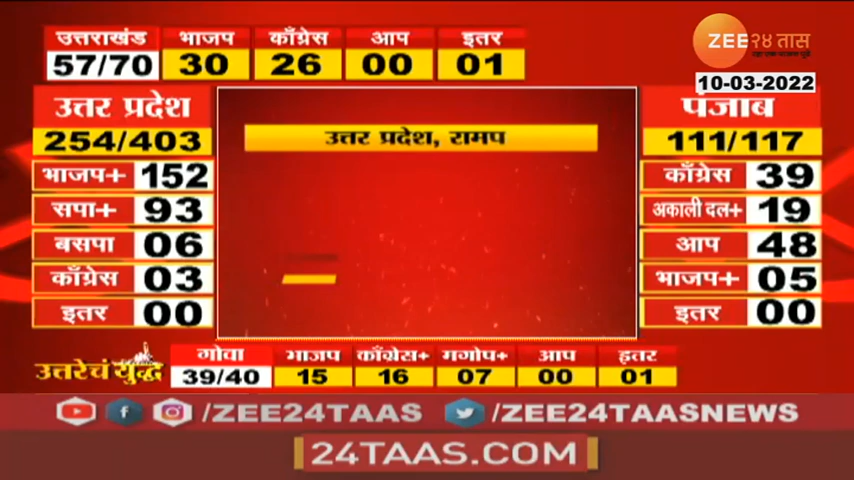 उत्तराखंड भाजप काँग्रेस आप इतर
57/70 30 26 00 01
ZEE २४ तास
10-03-2022
उत्तर प्रदेश
254/403
भाजप+ 152
सपा+ 93
बसपा 06
काँग्रेस 03
इतर 00
उत्तर प्रदेश, रामप
पंजाब
111/117
काँग्रेस 39
अकाली दल+ 19
आप 48
भाजप+ 05
इतर 00
उत्तरेचं युद्ध
गोवा भाजप काँग्रेस+ मगोप+ आप इतर
39/40 15 16 07 00 01
/ZEE24TAAS /ZEE24TAASNEWS
24TAAS.COM